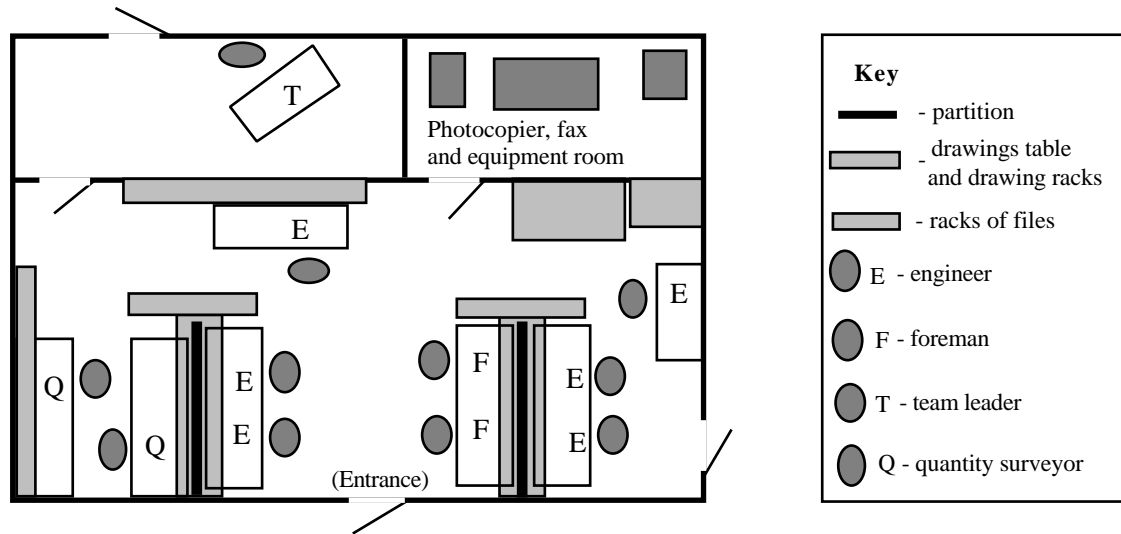 T
Photocopier, fax
and equipment room
E
E
Q
Q
E
E
F
F
E
E
(Entrance)
Key
- partition
- drawings table
and drawing racks
- racks of files
E - engineer
F - foreman
T - team leader
Q - quantity surveyor